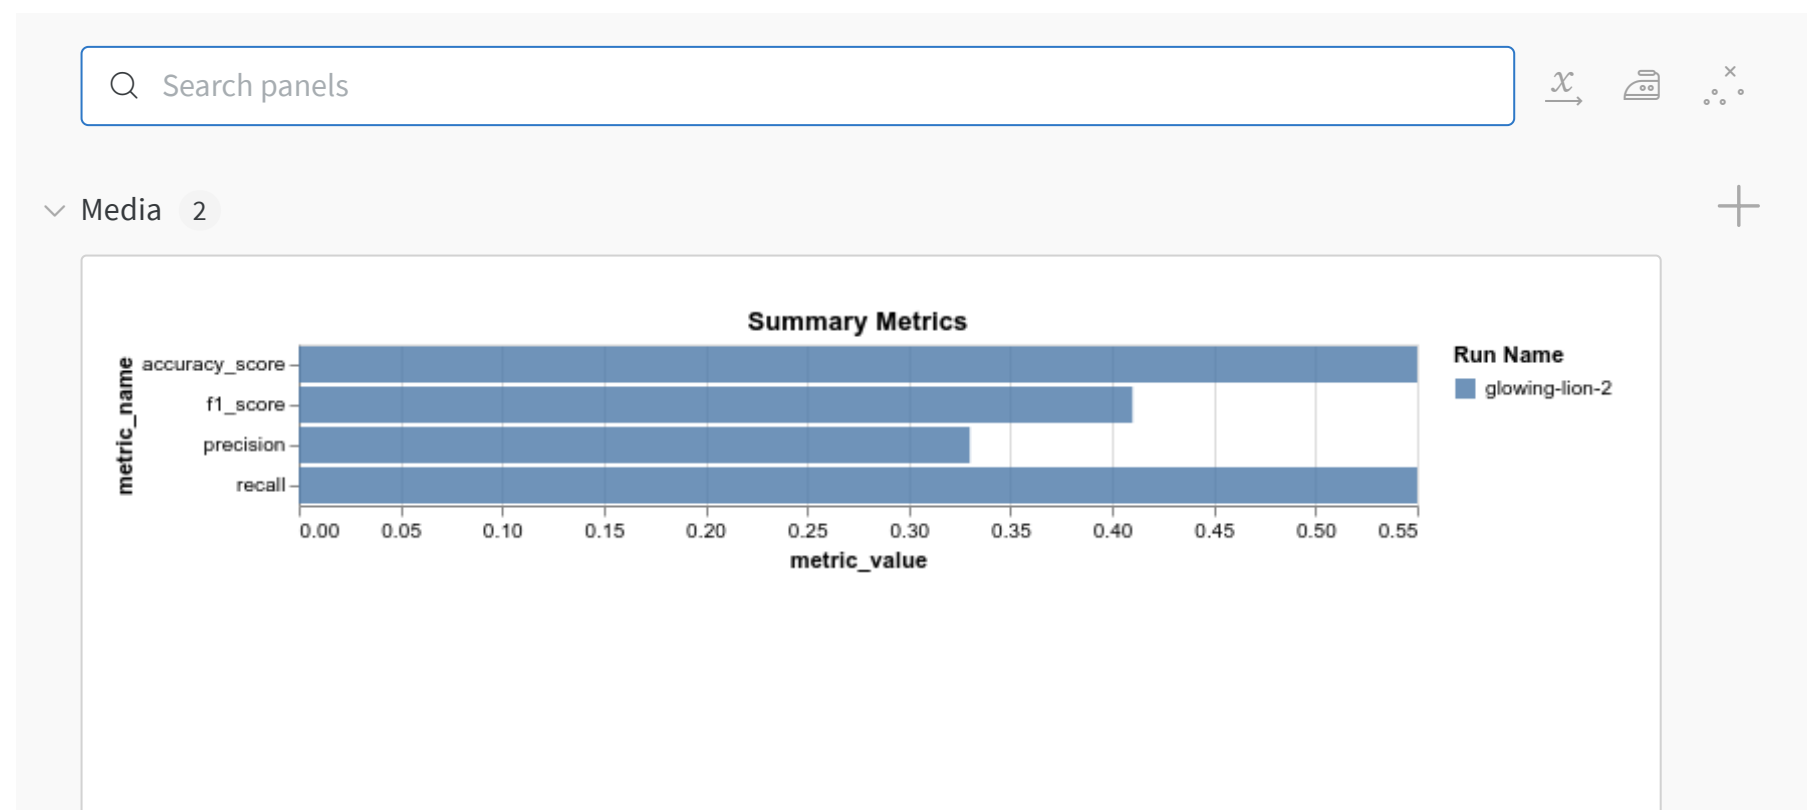 Search panels
Media 2
Summary Metrics
metric_name
accuracy_score
f1_score
precision
recall
0.00 0.05 0.10 0.15 0.20 0.25 0.30 0.35 0.40 0.45 0.50 0.55
metric_value
Run Name
glowing-lion-2